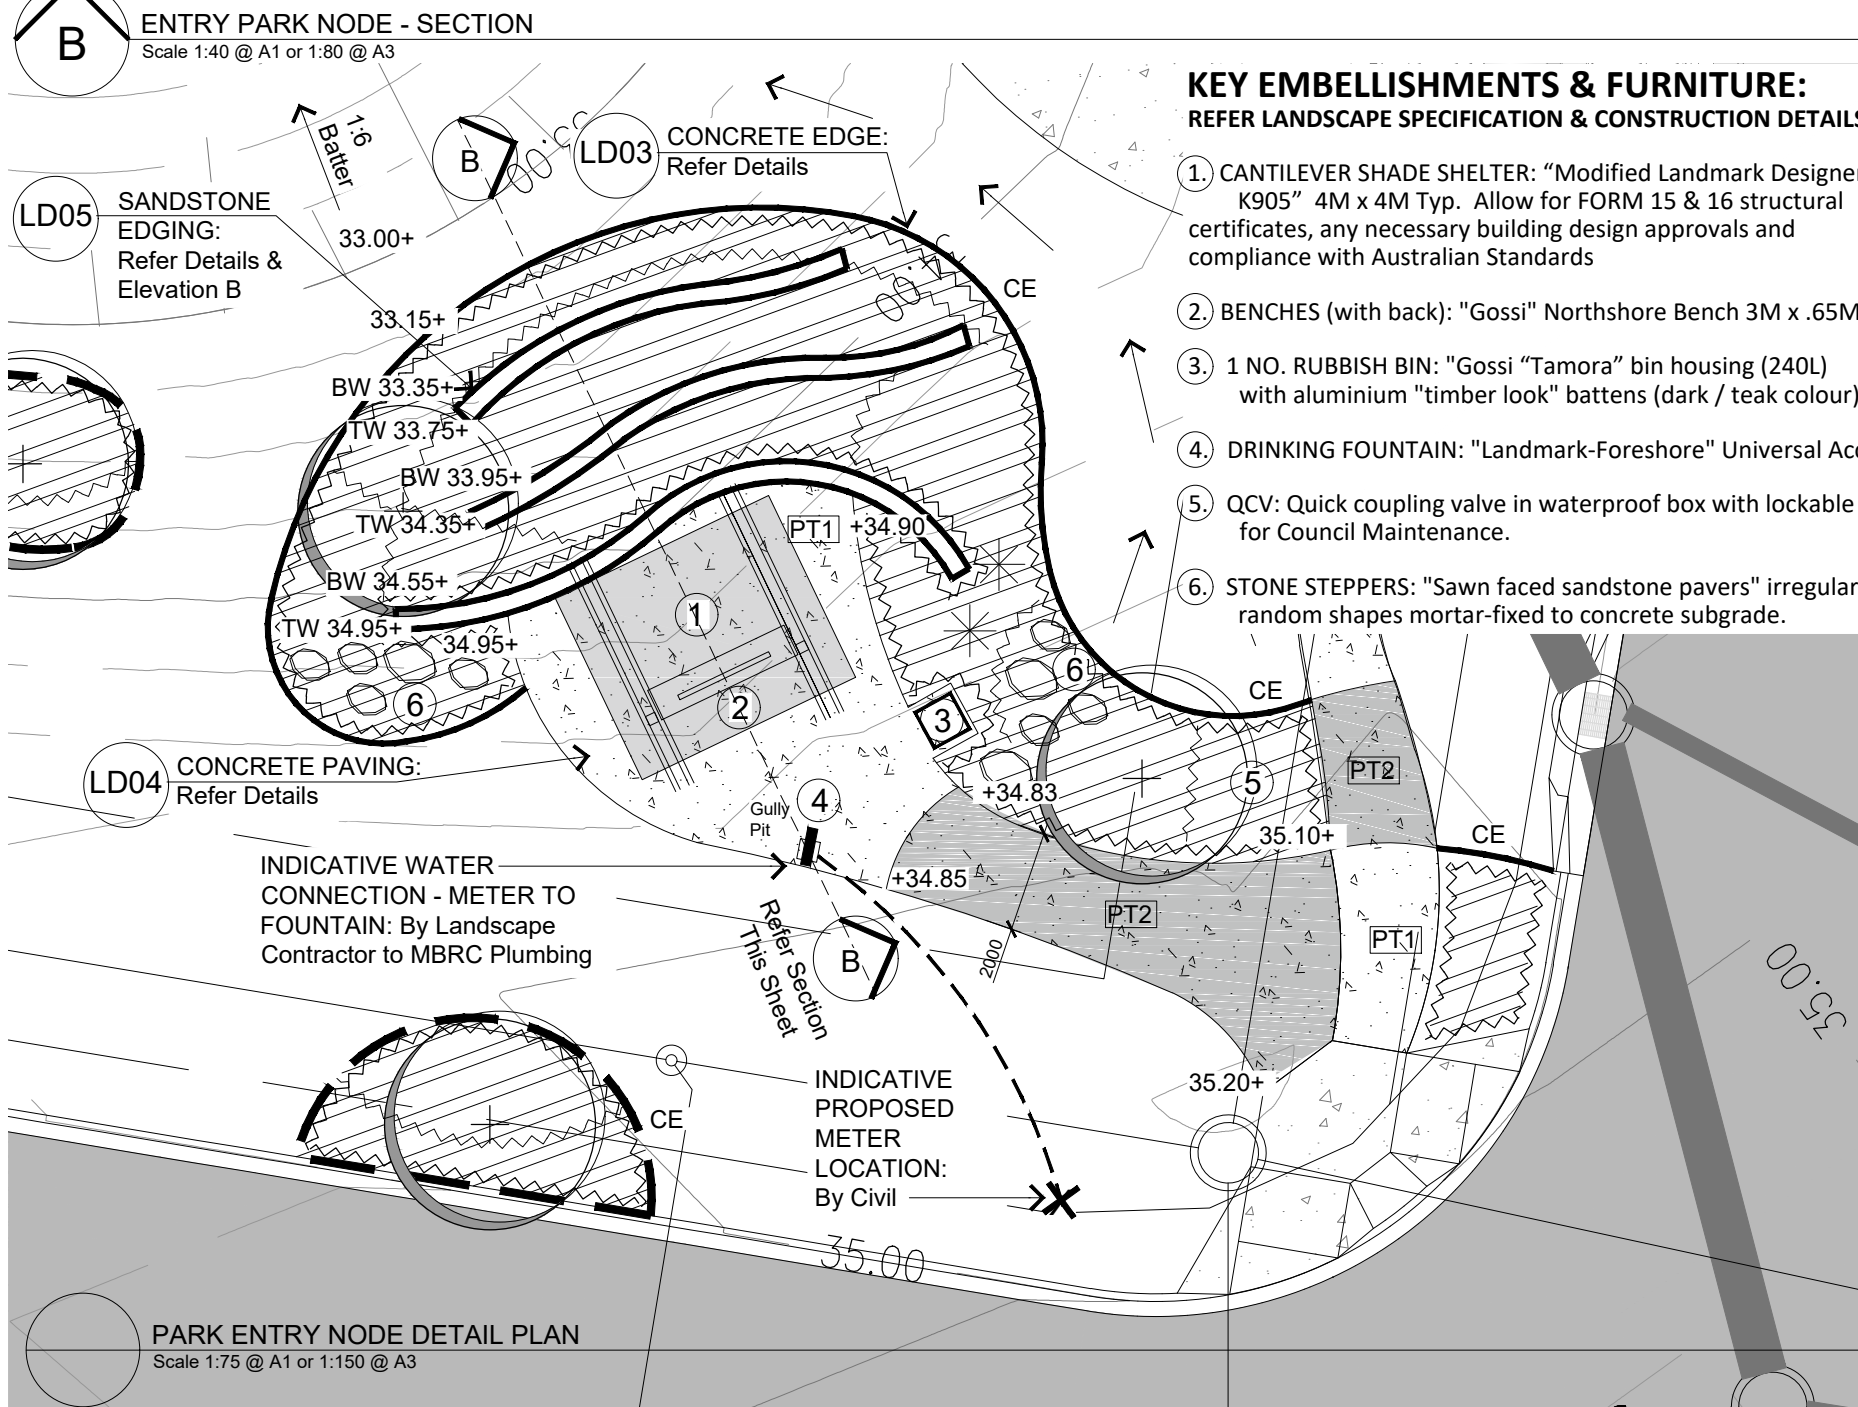 B
ENTRY PARK NODE - SECTION
Scale 1:40 @ A1 or 1:80 @ A3
KEY EMBELLISHMENTS & FURNITURE:
REFER LANDSCAPE SPECIFICATION & CONSTRUCTION DETAILS
1. CANTILEVER SHADE SHELTER: “Modified Landmark Designer
K905” 4M x 4M Typ. Allow for FORM 15 & 16 structural
certificates, any necessary building design approvals and
compliance with Australian Standards
2. BENCHES (with back): "Gossi" Northshore Bench 3M x .65M
3. 1 NO. RUBBISH BIN: "Gossi “Tamora” bin housing (240L)
with aluminium "timber look" battens (dark / teak colour)
4. DRINKING FOUNTAIN: "Landmark-Foreshore" Universal Acc
5. QCV: Quick coupling valve in waterproof box with lockable
for Council Maintenance.
6. STONE STEPPERS: "Sawn faced sandstone pavers" irregular
random shapes mortar-fixed to concrete subgrade.
1:6
Batter
B
LD03
CONCRETE EDGE:
Refer Details
LD05
SANDSTONE
EDGING:
Refer Details &
Elevation B
33.00+
CE
33.15+
BW 33.35+
TW 33.75+
BW 33.95+
TW 34.35+
PT1
+34.90
BW 34.55+
TW 34.95+
34.95+
1
2
3
6
6
CE
PT2
LD04
CONCRETE PAVING:
Refer Details
Gully
Pit
4
+34.83
5
35.10+
CE
INDICATIVE WATER
CONNECTION - METER TO
FOUNTAIN: By Landscape
Contractor to MBRC Plumbing
+34.85
PT2
PT1
Refer Section
This Sheet
B
2000
35.00
INDICATIVE
PROPOSED
METER
LOCATION:
By Civil
35.20+
CE
35.00
PARK ENTRY NODE DETAIL PLAN
Scale 1:75 @ A1 or 1:150 @ A3